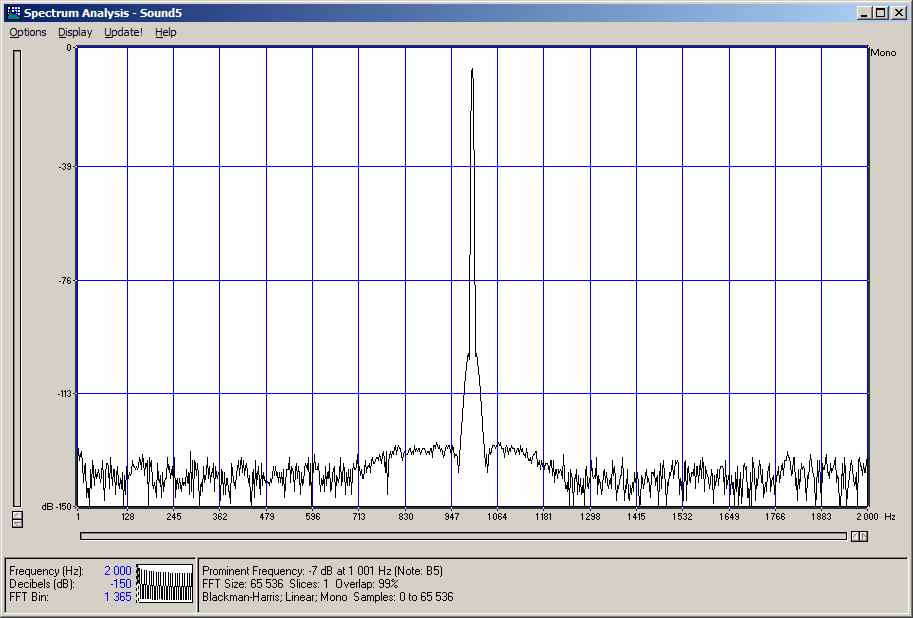 Spectrum Analysis - Sound5
Options Display Update! Help
0
Mono
-39
-76
-113
dB -150
1 128 245 362 479 596 713 830 947 1064 1181 1298 1415 1532 1649 1766 1883 2 000 Hz
Frequency (Hz): 2 000
Decibels (dB): -150
FFT Bin: 1 365
Prominent Frequency: -7 dB at 1 001 Hz (Note: B5)
FFT Size: 65 536 Slices: 1 Overlap: 99%
Blackman-Harris; Linear; Mono Samples: 0 to 65 536